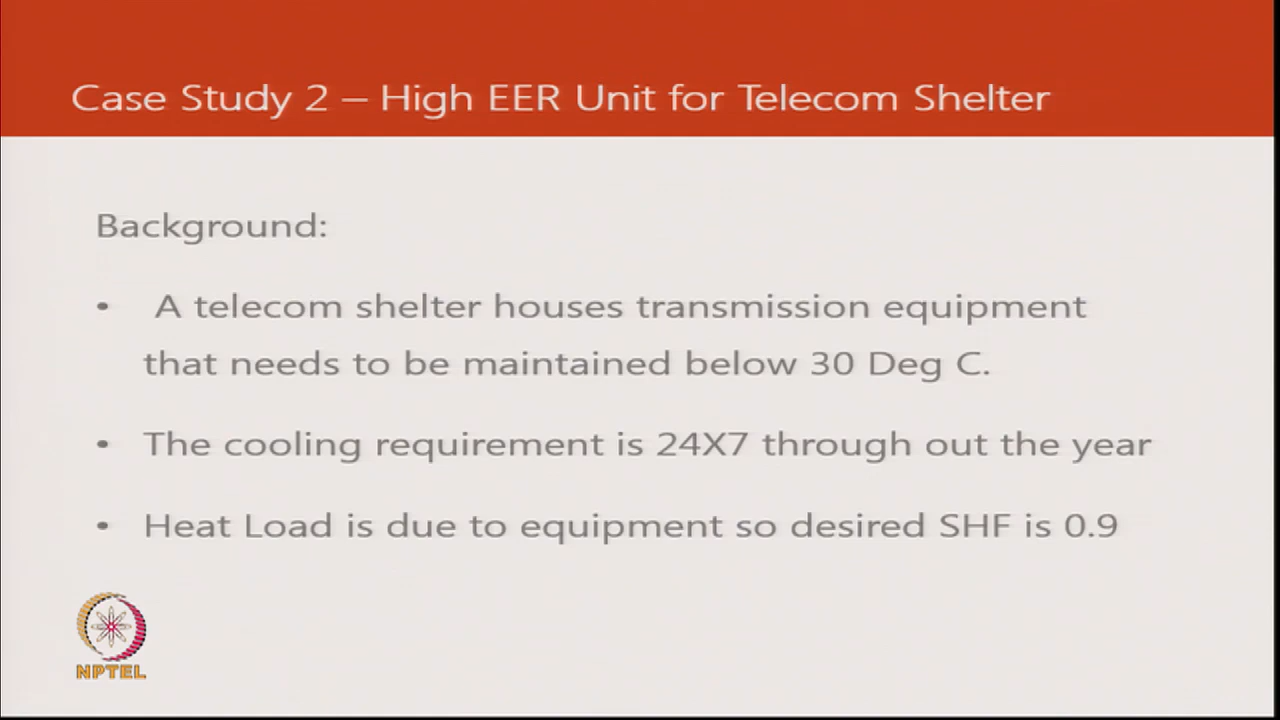 Case Study 2 – High EER Unit for Telecom Shelter
Background:
• A telecom shelter houses transmission equipment
that needs to be maintained below 30 Deg C.
• The cooling requirement is 24X7 through out the year
• Heat Load is due to equipment so desired SHF is 0.9
NPTEL